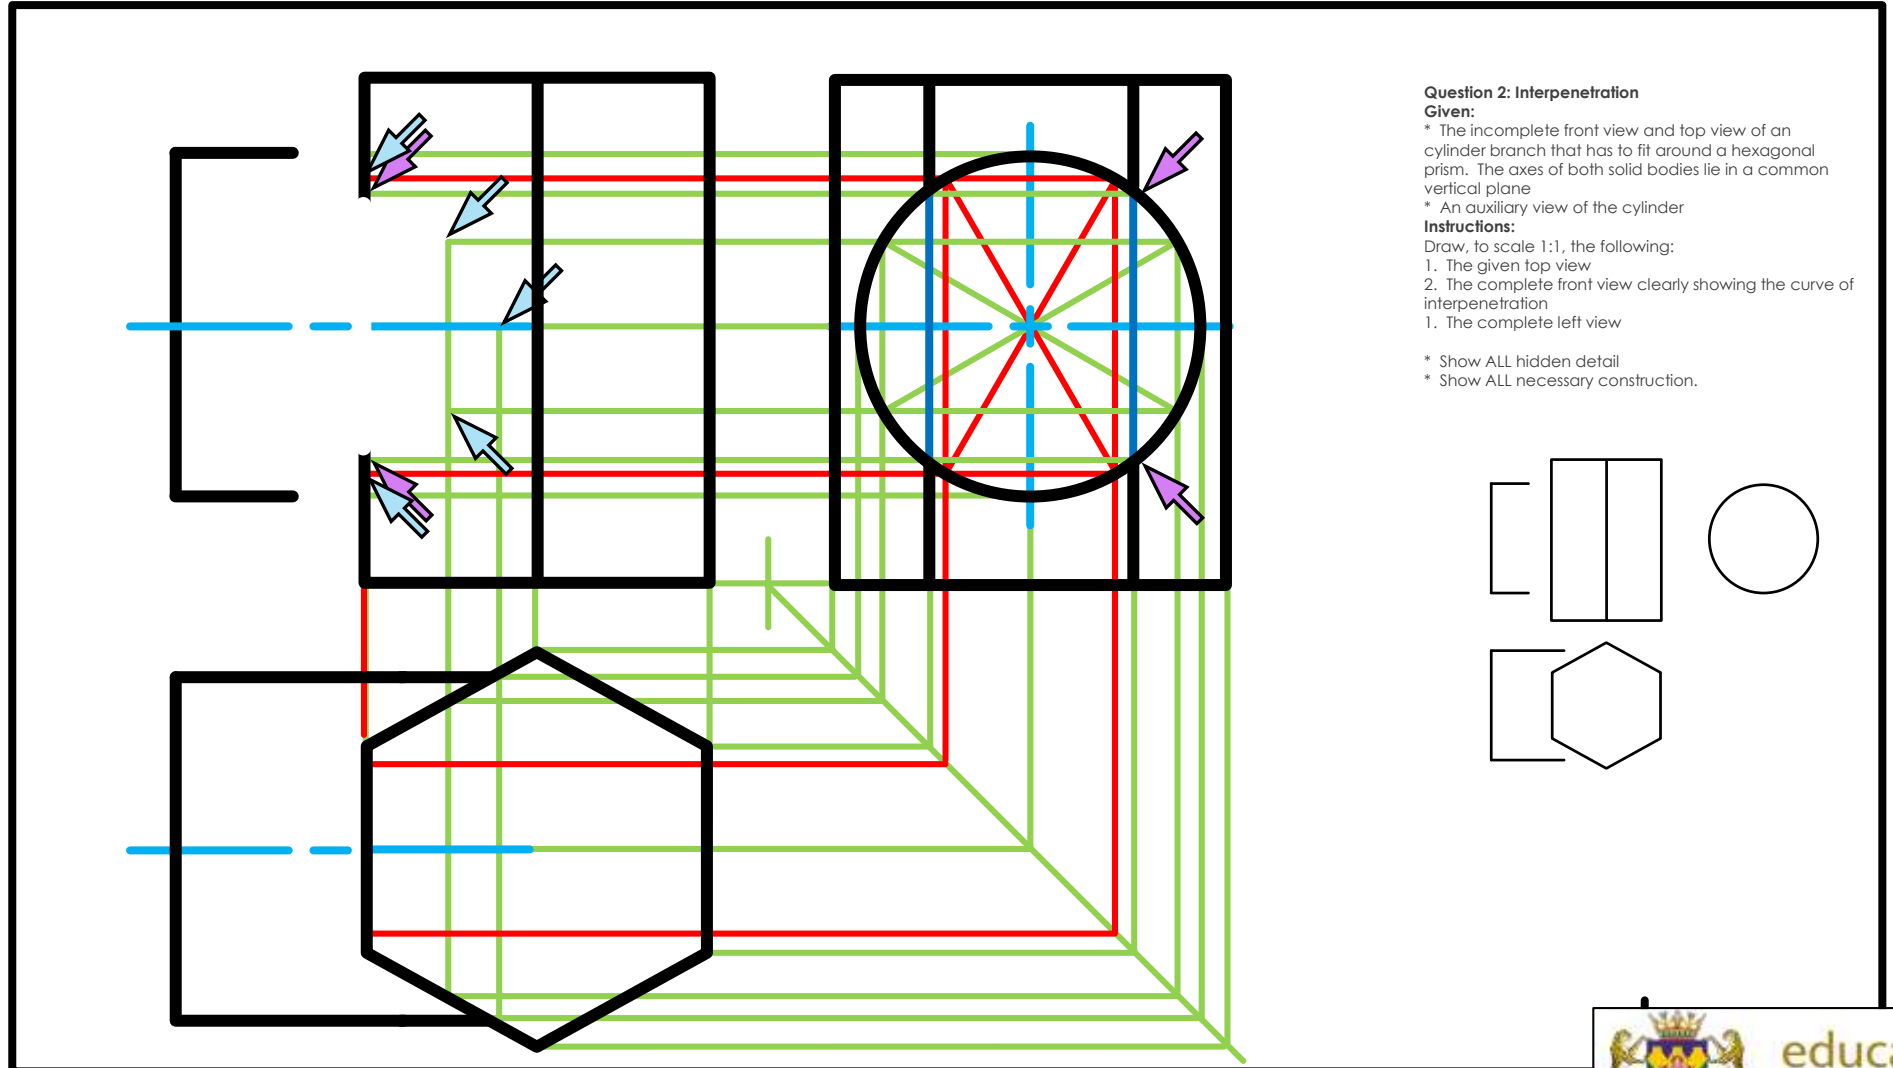 Question 2: Interpenetration
Given:
* The incomplete front view and top view of an
cylinder branch that has to fit around a hexagonal
prism. The axes of both solid bodies lie in a common
vertical plane
* An auxiliary view of the cylinder
Instructions:
Draw, to scale 1:1, the following:
1. The given top view
2. The complete front view clearly showing the curve of
interpenetration
1. The complete left view
* Show ALL hidden detail
* Show ALL necessary construction.
educa